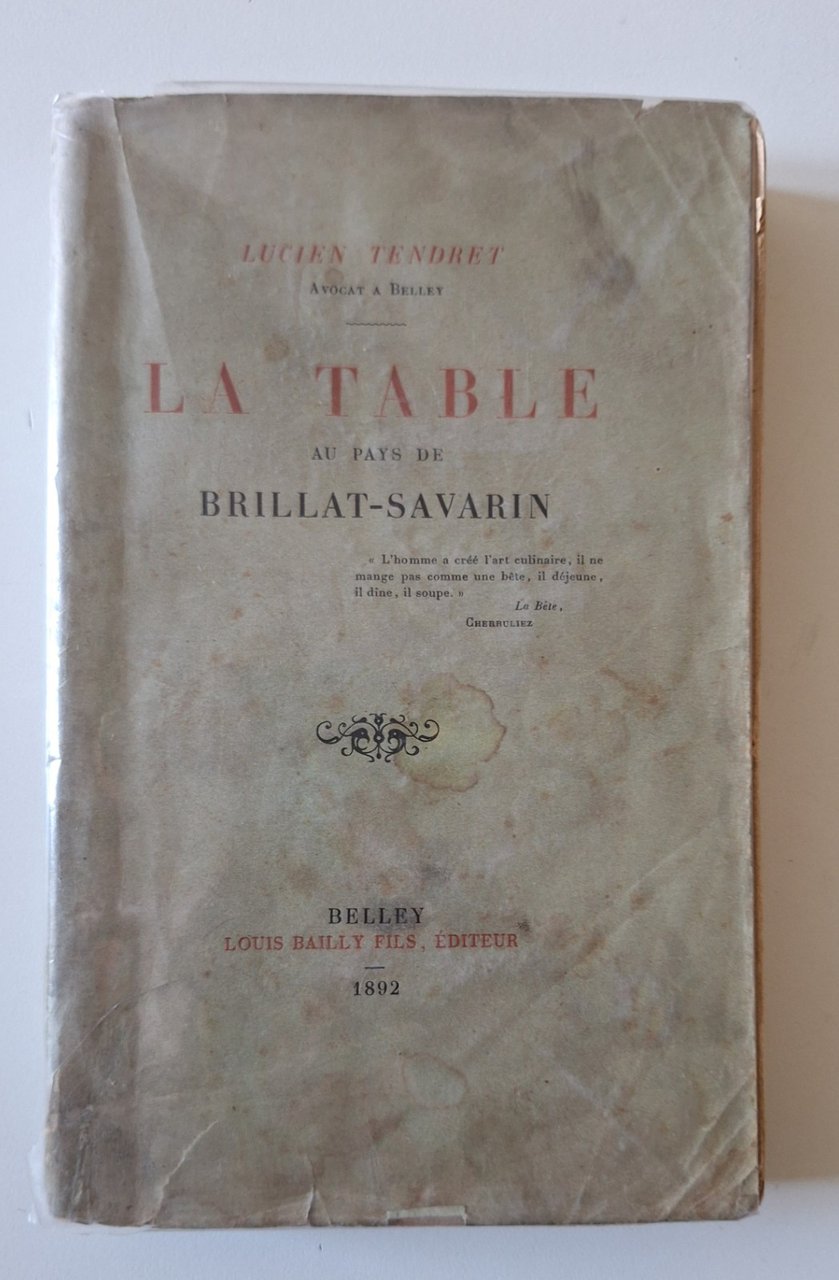 LUCIEN TENDRET
AVOCAT A BELLEY
LA TABLE
AU PAYS DE
BRILLAT-SAVARIN
« L'homme a créé l'art culinaire, il ne
mange pas comme une bête, il déjeune,
il dîne, il soupe. »
La Bête,
CHERBULIEZ
BELLEY
LOUIS BAILLY FILS, ÉDITEUR
1892